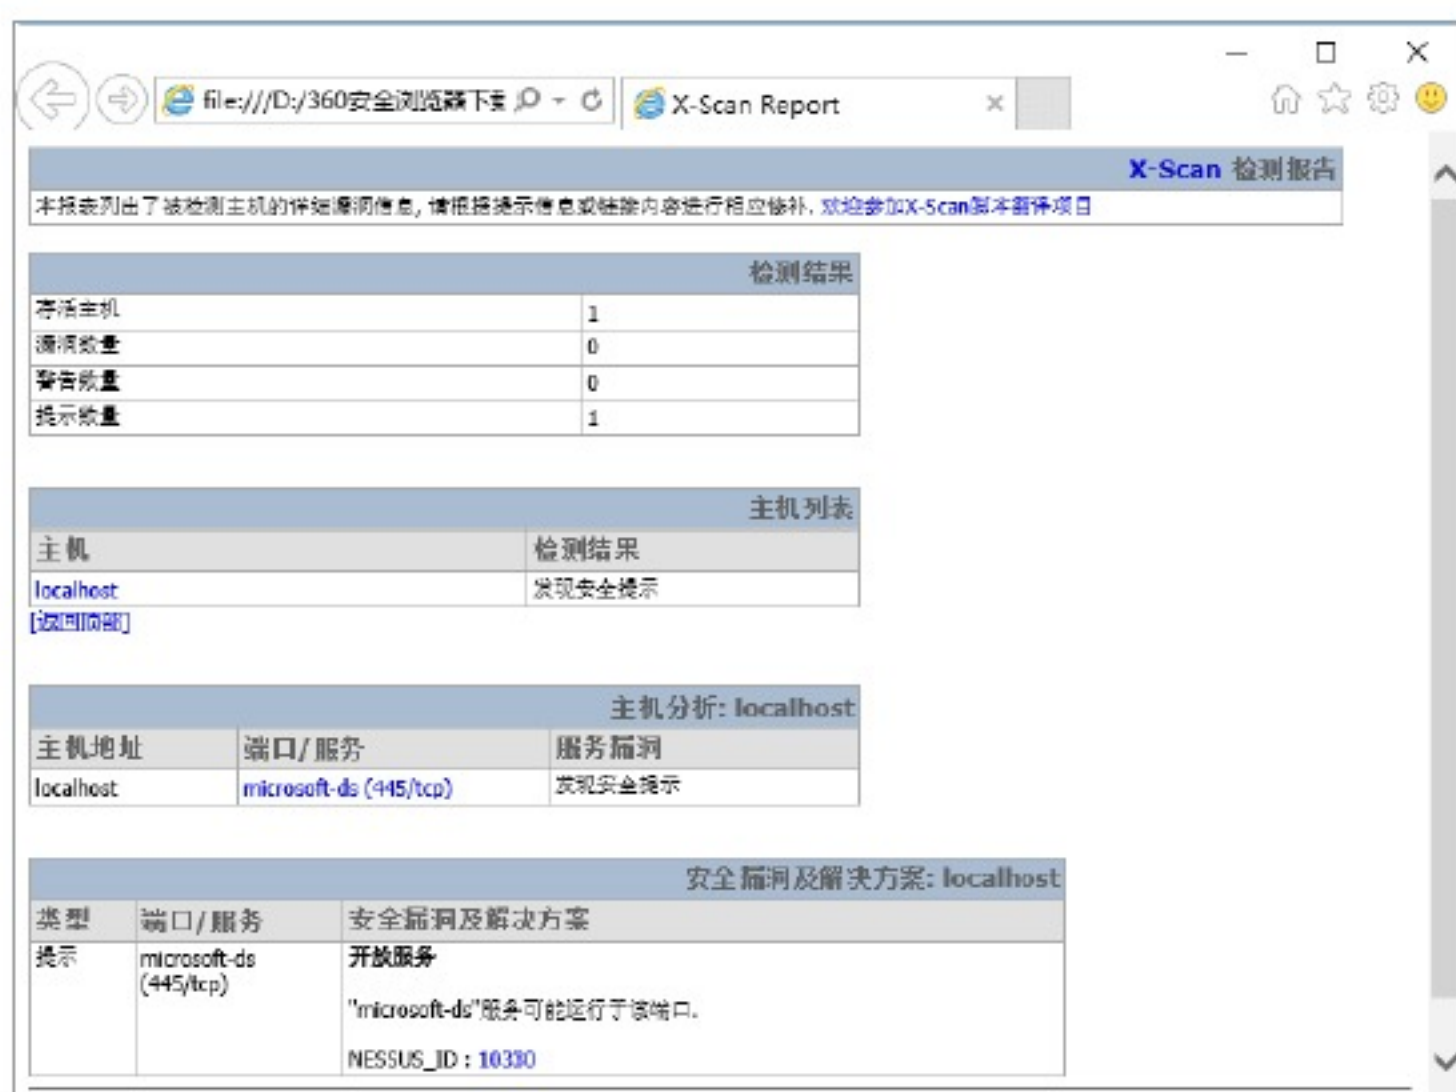 file:///D:/360安全浏览器下载
X-Scan Report
X-Scan 检测报告
本报表列出了被检测主机的详细漏洞信息, 请根据提示信息或链接内容进行相应修补. 欢迎参加X-Scan脚本翻译项目
检测结果
存活主机 1
漏洞数量 0
警告数量 0
提示数量 1
主机列表
主机 检测结果
localhost 发现安全提示
[返回顶部]
主机分析: localhost
主机地址 端口/服务 服务漏洞
localhost microsoft-ds (445/tcp) 发现安全提示
安全漏洞及解决方案: localhost
类型 端口/服务 安全漏洞及解决方案
提示 microsoft-ds 开放服务
(445/tcp)
"microsoft-ds"服务可能运行于该端口.
NESSUS_ID : 10330